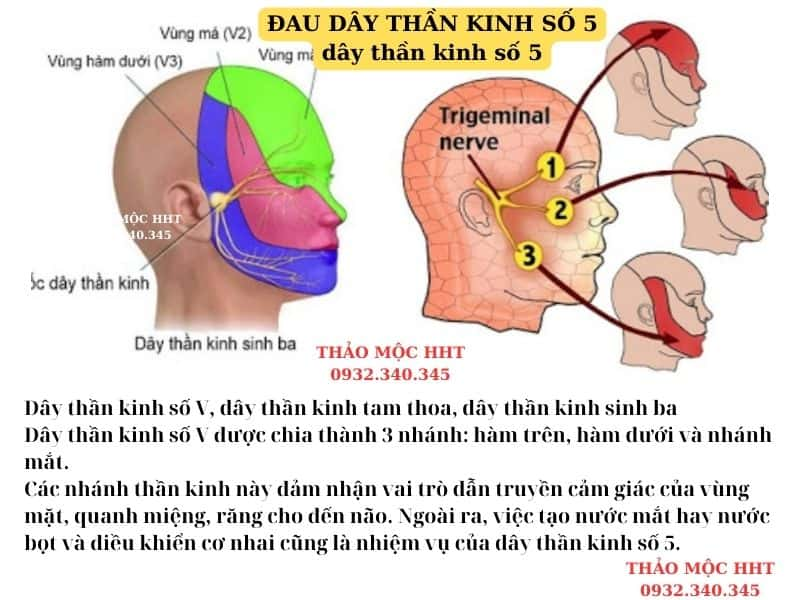 ĐAU DÂY THẦN KINH SỐ 5
dây thần kinh số 5
Vùng má (V2)
Vùng hàm dưới (V3)
Vùng
Trigeminal
nerve
1
2
3
MỘC HHT
40.345
dây thần kinh
Dây thần kinh sinh ba
THẢO MỘC HHT
0932.340.345
Dây thần kinh số V, dây thần kinh tam thoa, dây thần kinh sinh ba
Dây thần kinh số V được chia thành 3 nhánh: hàm trên, hàm dưới và nhánh
mắt.
Các nhánh thần kinh này đảm nhận vai trò dẫn truyền cảm giác của vùng
mặt, quanh miệng, răng cho đến não. Ngoài ra, việc tạo nước mắt hay nước
bọt và điều khiển cơ nhai cũng là nhiệm vụ của dây thần kinh số 5.
THẢO MỘC HHT
0932.340.345